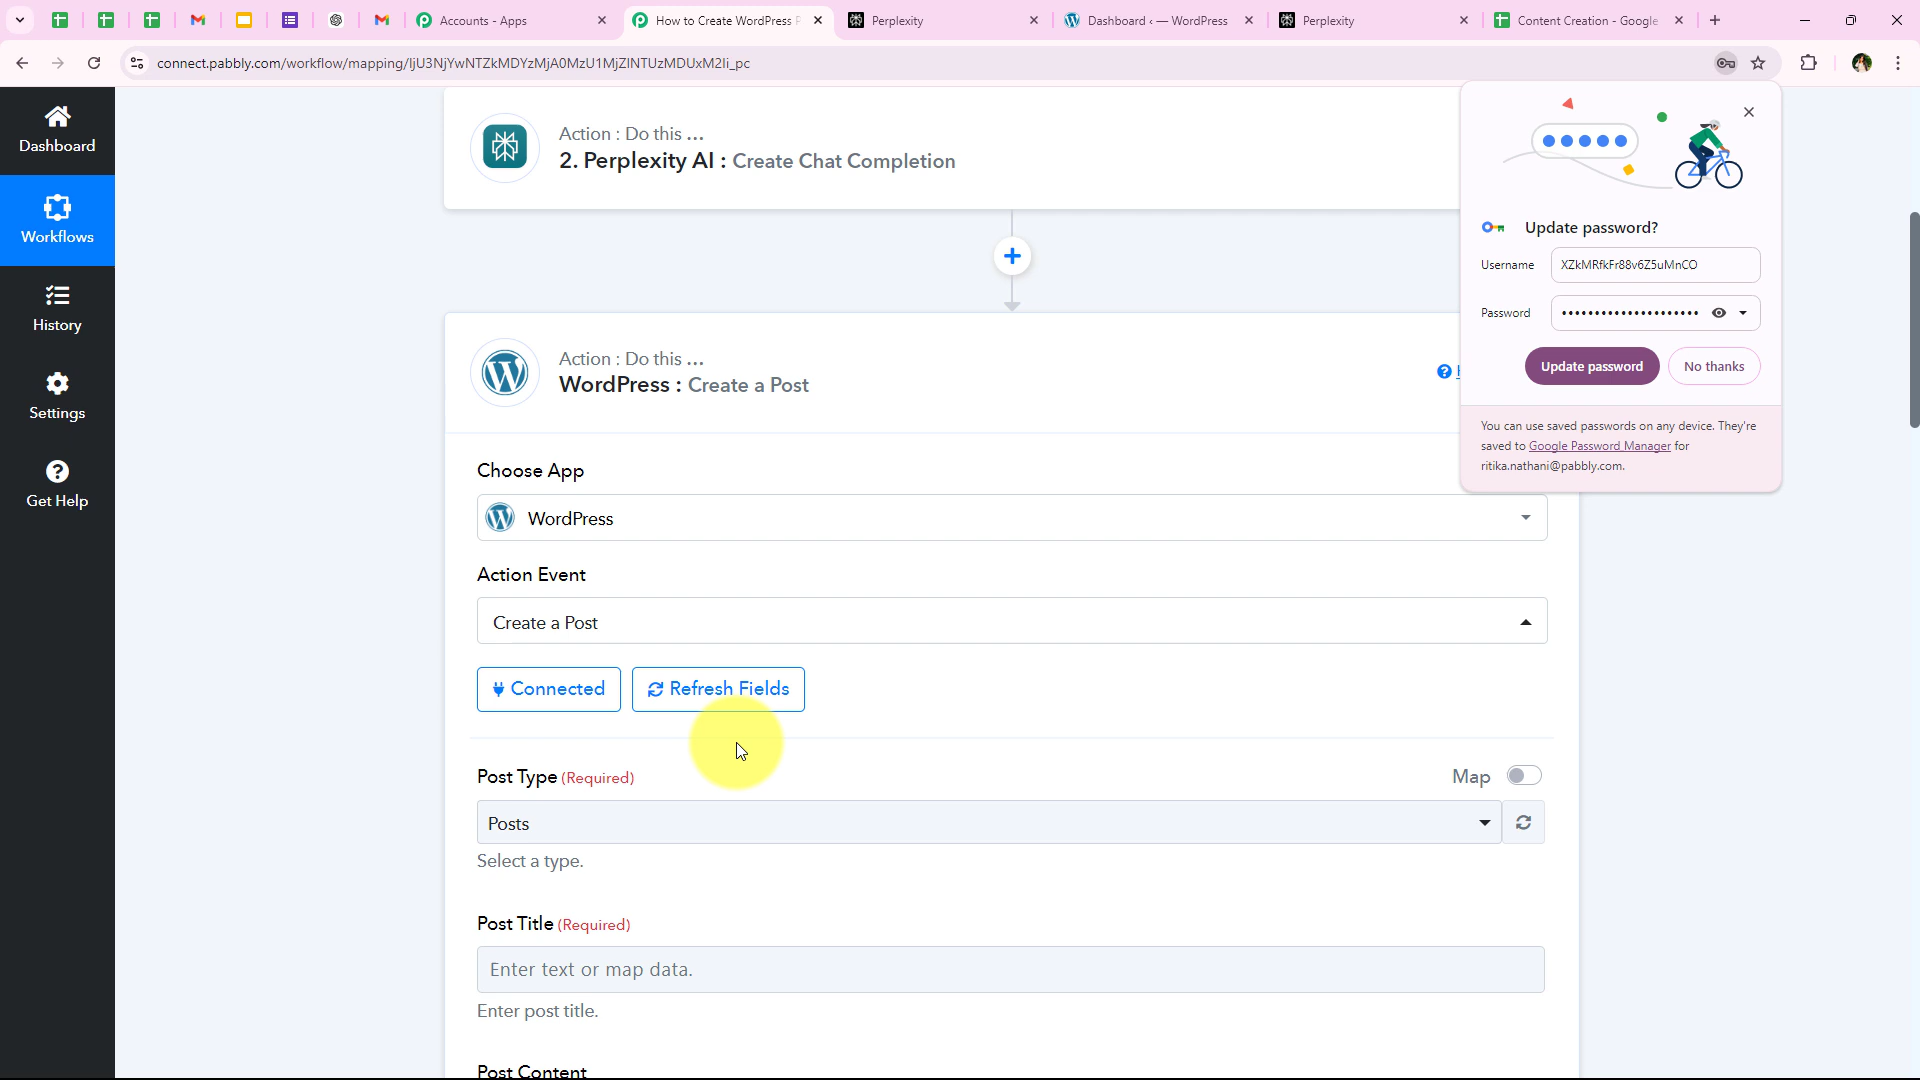 Accounts - Apps
How to Create WordPress P
Perplexity
Dashboard ‹ — WordPress
Perplexity
Content Creation - Google
connect.pabbly.com/workflow/mapping/IjU3NjYwNTZkMDYzMjA0MzU1MjZINTUzMDUxM2Ii_pc
Dashboard
Workflows
History
Settings
Get Help
Action : Do this ...
2. Perplexity AI : Create Chat Completion
Action : Do this ...
WordPress : Create a Post
Choose App
WordPress
Action Event
Create a Post
Connected
Refresh Fields
Post Type (Required)
Map
Posts
Select a type.
Post Title (Required)
Enter text or map data.
Enter post title.
Post Content
Update password?
Username
XZkMRfkFr88v6Z5uMnCO
Password
Update password
No thanks
You can use saved passwords on any device. They're
saved to Google Password Manager for
ritika.nathani@pabbly.com.